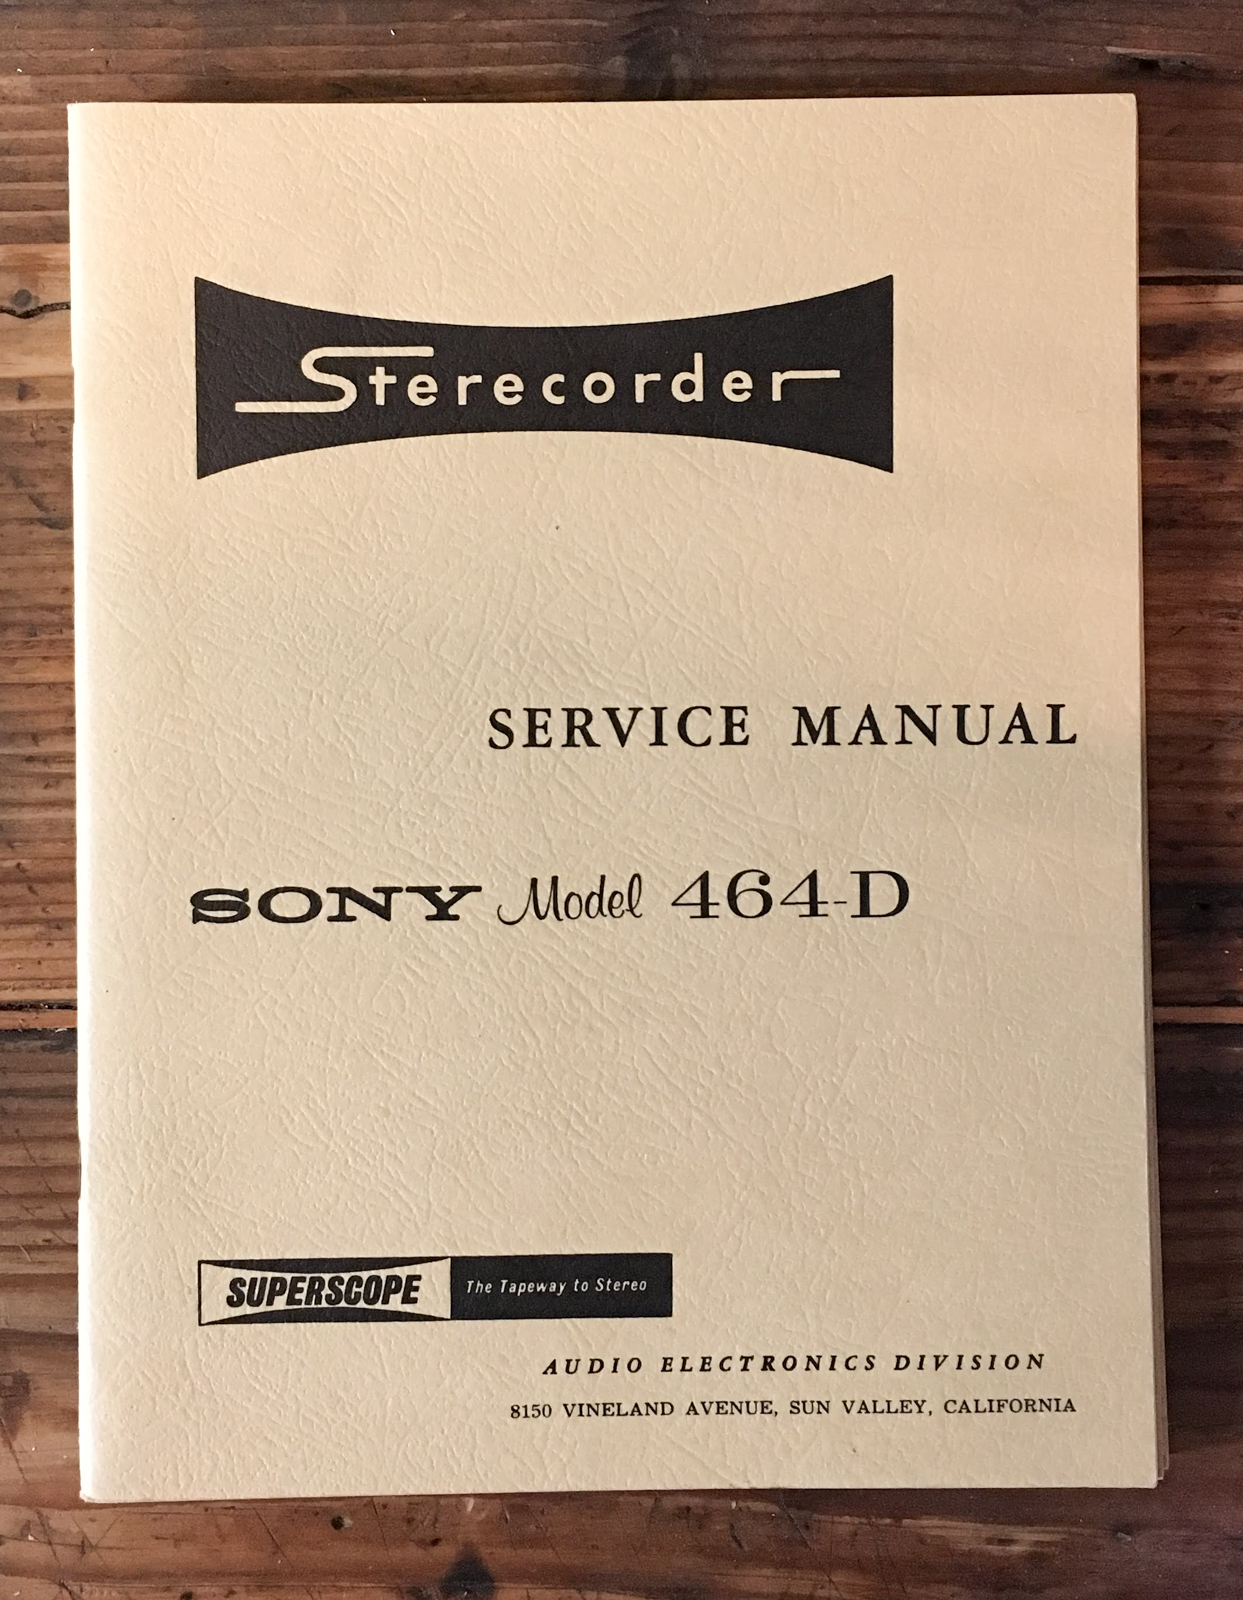 Sterecorder
SERVICE MANUAL
SONY Model 464-D
SUPERSCOPE The Tapeway to Stereo
AUDIO ELECTRONICS DIVISION
8150 VINELAND AVENUE, SUN VALLEY, CALIFORNIA